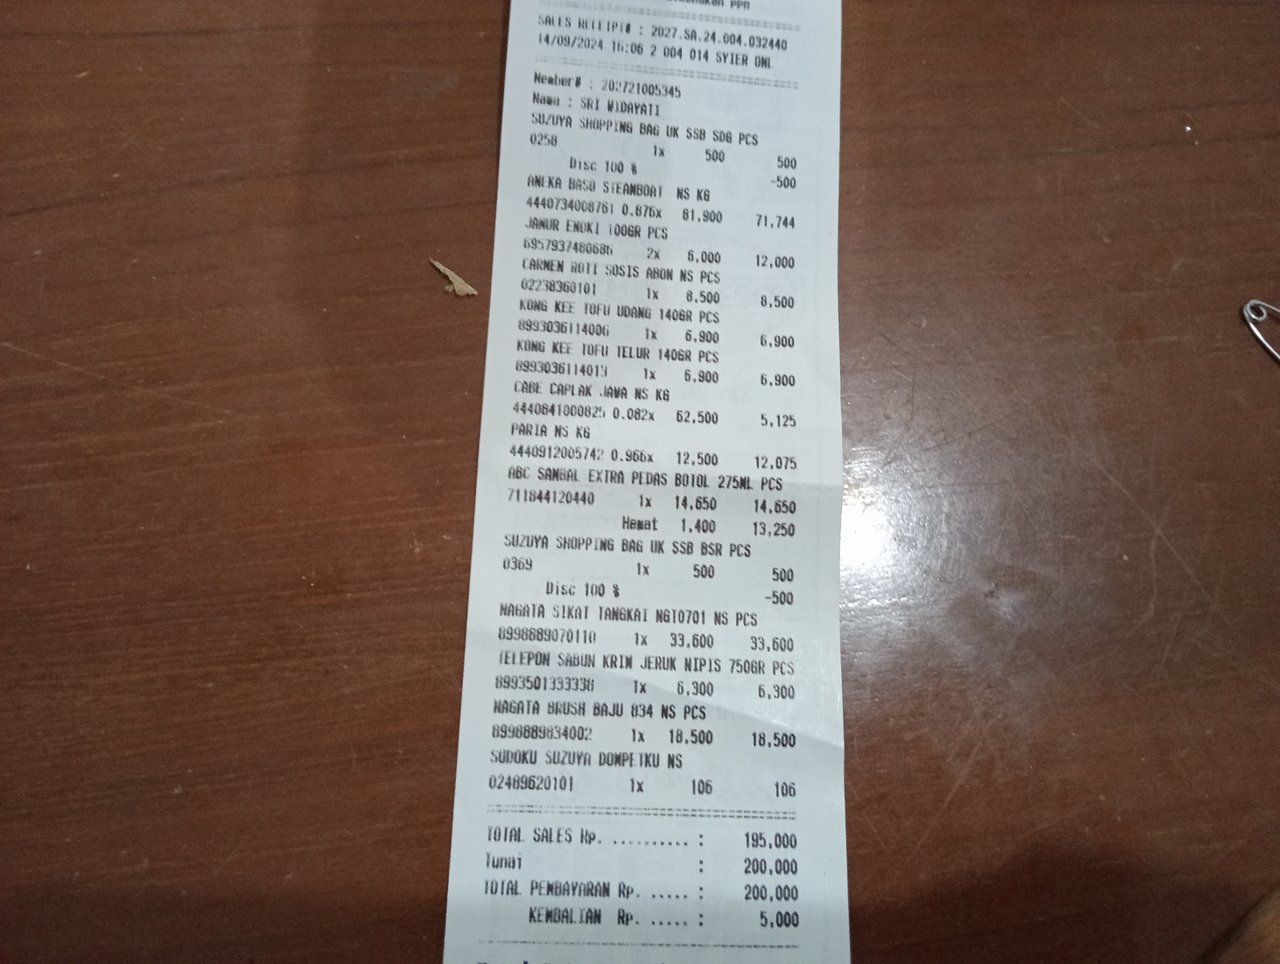 PPN
SALES RECEIPT# : 2027.SA.24.004.032440
14/09/2024 16:06 2 004 014 SYIER ONL
Member# : 202721005345
Nama : SRI WIDAYATI
SUZUYA SHOPPING BAG UK SSB SDG PCS
0258 1x 500 500
Disc 100 % -500
ANEKA BASO STEAMBOAT NS KG
4440734008761 0.876x 81,900 71,744
JAMUR ENOKI 100GR PCS
6957937480686 2x 6,000 12,000
CARMEN ROTI SOSIS ABON NS PCS
02238360101 1x 8,500 8,500
KONG KEE TOFU UDANG 140GR PCS
8993036114006 1x 6,900 6,900
KONG KEE TOFU TELUR 140GR PCS
8993036114013 1x 6,900 6,900
CABE CAPLAK JAWA NS KG
4440841000825 0.082x 62,500 5,125
PARIA NS KG
4440912005742 0.966x 12,500 12,075
ABC SAMBAL EXTRA PEDAS BOTOL 275ML PCS
711844120440 1x 14,650 14,650
Hemat 1,400 13,250
SUZUYA SHOPPING BAG UK SSB BSR PCS
0369 1x 500 500
Disc 100 % -500
NAGATA SIKAT TANGKAI NGT0701 NS PCS
8998889070110 1x 33,600 33,600
TELEPON SABUN KRIM JERUK NIPIS 750GR PCS
8993501333338 1x 6,300 6,300
NAGATA BRUSH BAJU 834 NS PCS
8998889834002 1x 18,500 18,500
SUDOKU SUZUYA DOMPETKU NS
02489620101 1x 106 106
TOTAL SALES Rp. .......... : 195,000
Tunai : 200,000
TOTAL PEMBAYARAN Rp. ..... : 200,000
KEMBALIAN Rp. ..... : 5,000